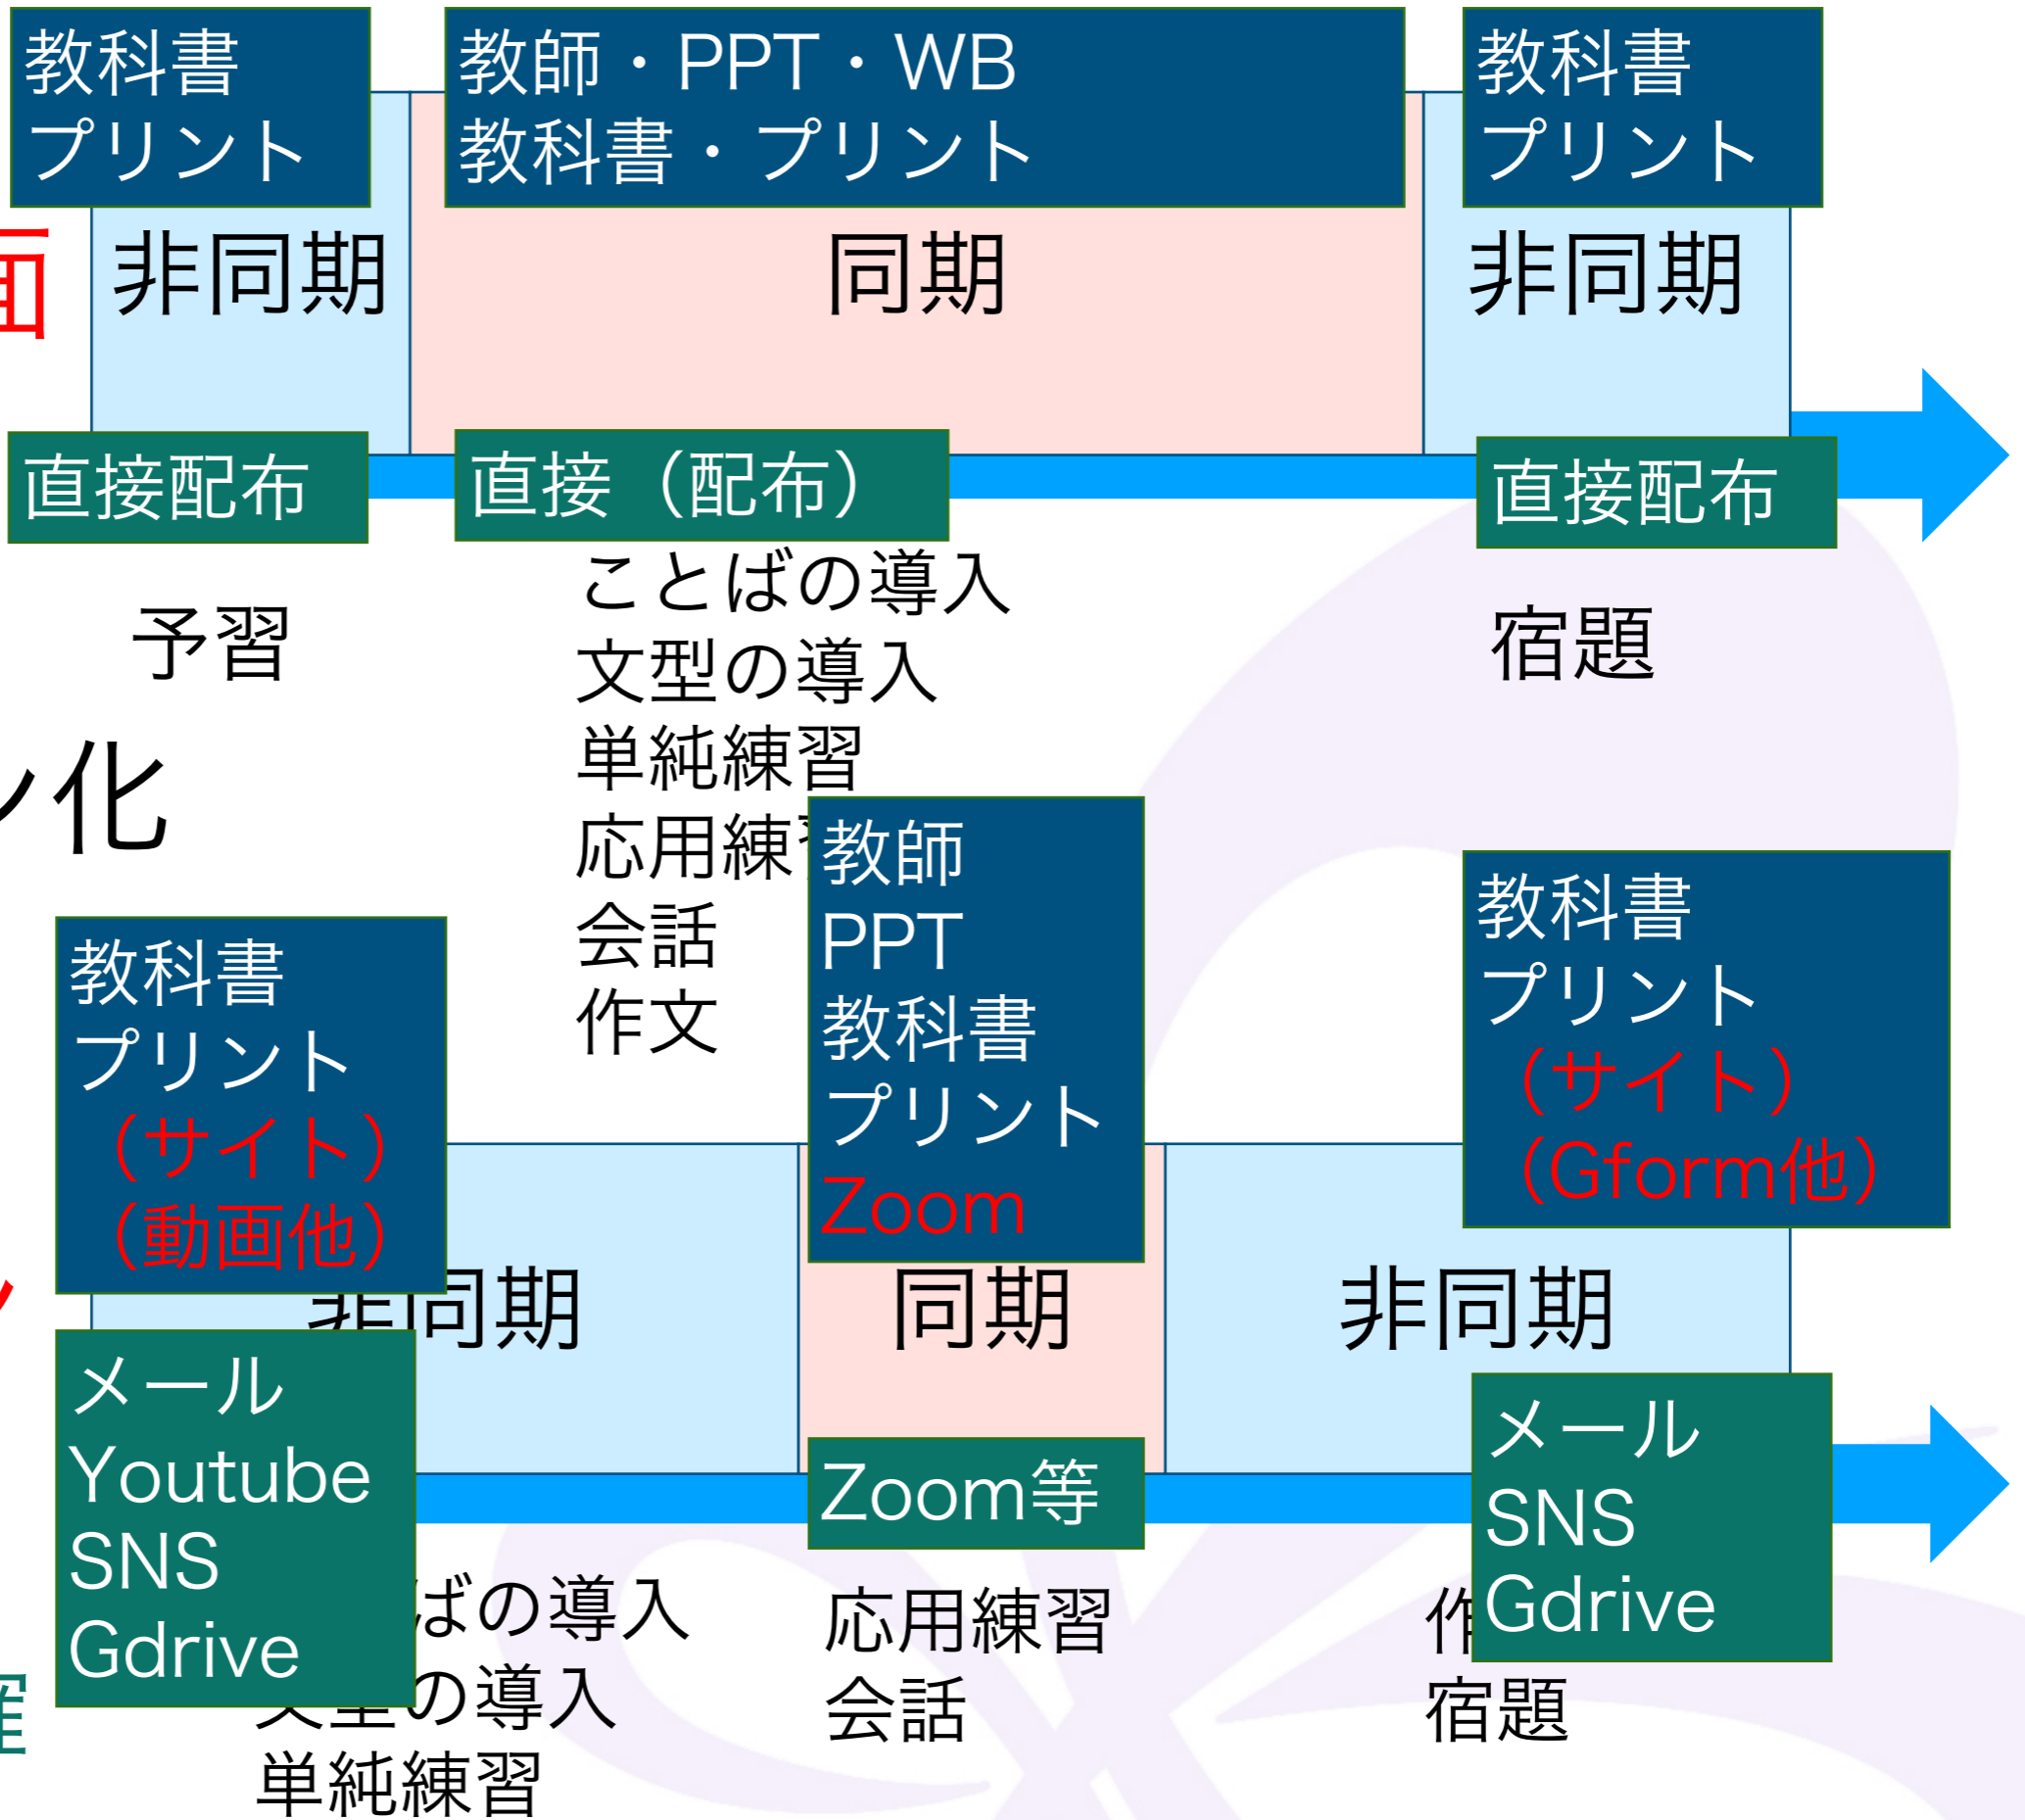 教科書
プリント
教師・PPT・WB
教科書・プリント
教科書
プリント
面
非同期
同期
非同期
直接配布
直接（配布）
直接配布
予習
ことばの導入
文型の導入
単純練習
応用練習
会話
作文
宿題
ン化
教科書
プリント
（サイト）
（動画他）
教師
PPT
教科書
プリント
Zoom
教科書
プリント
（サイト）
（Gform他）
非同期
同期
非同期
メール
Youtube
SNS
Gdrive
Zoom等
メール
SNS
Gdrive
ばの導入
文型の導入
単純練習
応用練習
会話
作
宿題